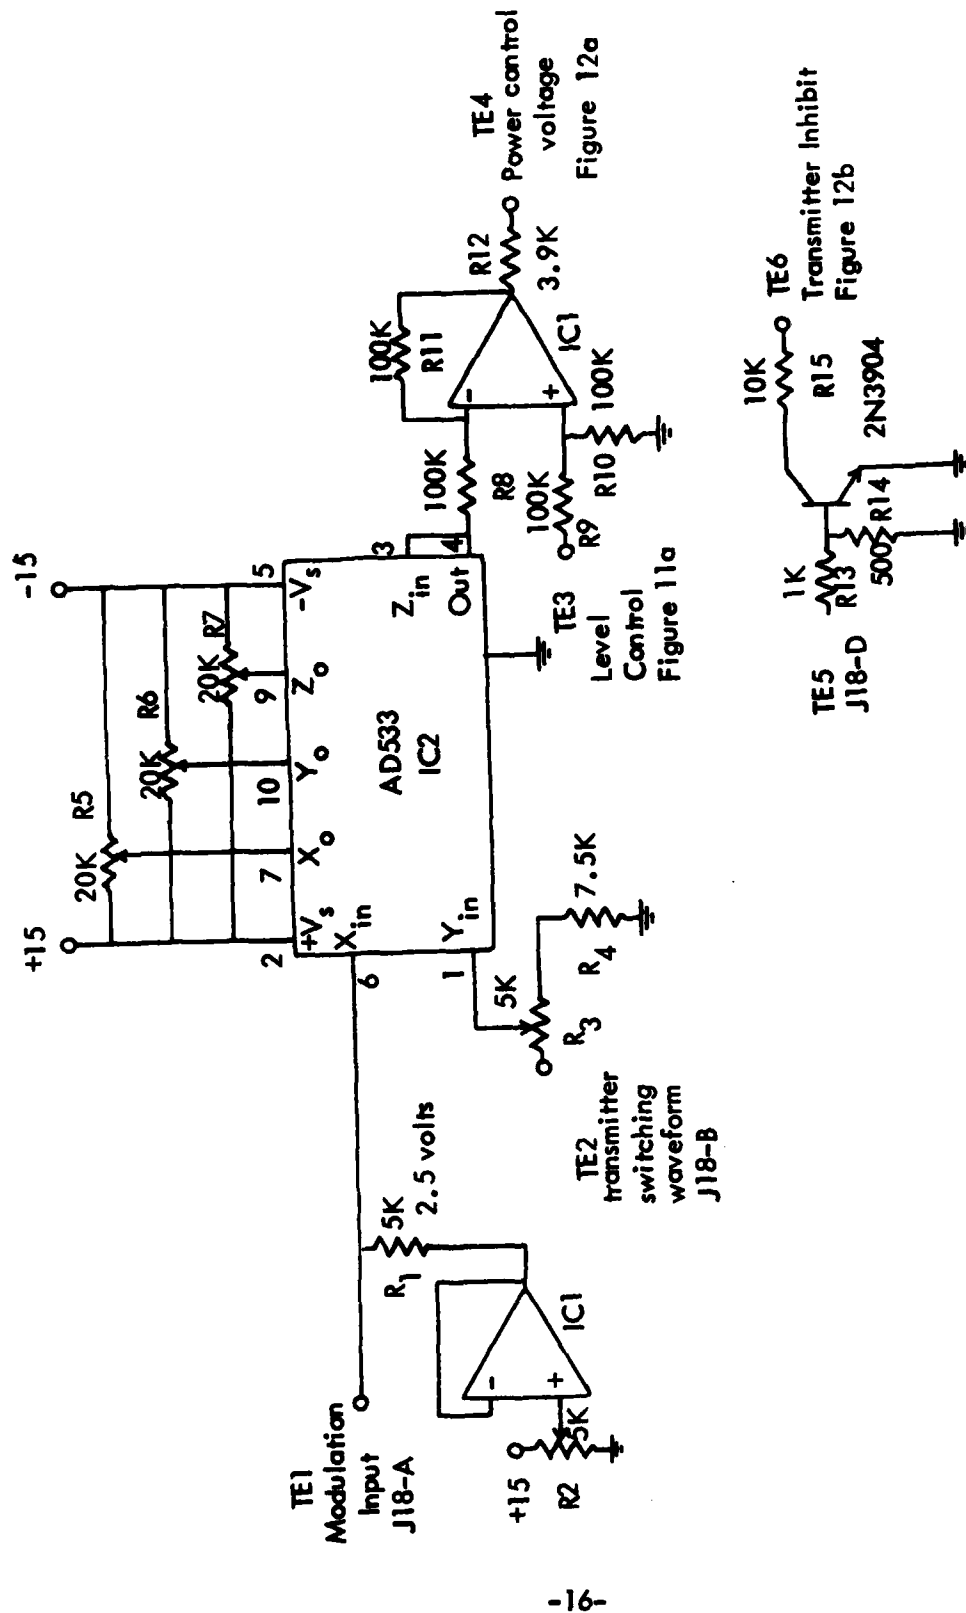 +15
-15
20K
R5
20K
R6
20K
R7
2
7
10
9
5
+Vs
Xo
Yo
Zo
-Vs
Xin
6
Yin
1
AD533
IC2
Zin
3
Out
4
TE1
Modulation
Input
J18-A
R1
5K
2.5 volts
+15
R2
5K
-
+
IC1
TE2
transmitter
switching
waveform
J18-B
5K
R3
R4
7.5K
100K
R8
100K
R9
TE3
Level
Control
Figure 11a
R10
100K
100K
R11
-
+
IC1
R12
3.9K
TE4
Power control
voltage
Figure 12a
TE5
J18-D
1K
R13
500
R14
2N3904
10K
R15
TE6
Transmitter Inhibit
Figure 12b
-16-